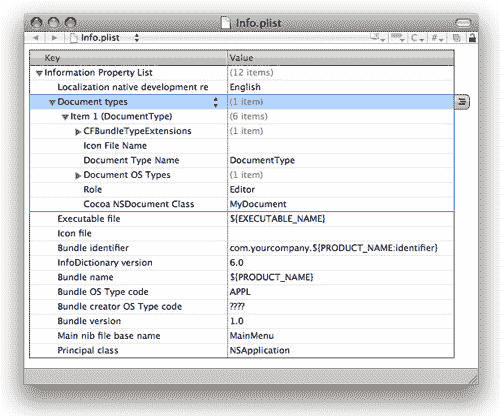 Info.plist
Info.plist
C
#
Key Value
Information Property List (12 items)
Localization native development re English
Document types (1 item)
Item 1 (DocumentType) (6 items)
CFBundleTypeExtensions (1 item)
Icon File Name
Document Type Name DocumentType
Document OS Types (1 item)
Role Editor
Cocoa NSDocument Class MyDocument
Executable file ${EXECUTABLE_NAME}
Icon file
Bundle identifier com.yourcompany.${PRODUCT_NAME:identifier}
InfoDictionary version 6.0
Bundle name ${PRODUCT_NAME}
Bundle OS Type code APPL
Bundle creator OS Type code ????
Bundle version 1.0
Main nib file base name MainMenu
Principal class NSApplication